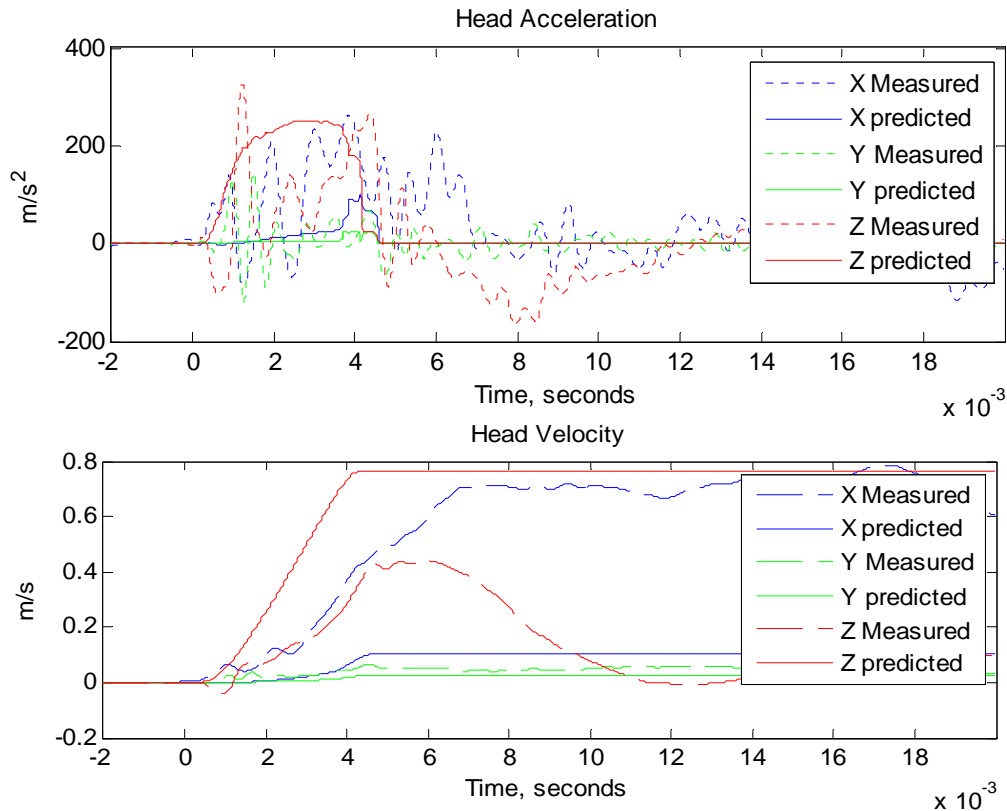 Head Acceleration
400
200
0
-200
m/s2
X Measured
X predicted
Y Measured
Y predicted
Z Measured
Z predicted
-2 0 2 4 6 8 10 12 14 16 18
Time, seconds
x 10-3
Head Velocity
0.8
0.6
0.4
0.2
0
-0.2
m/s
X Measured
X predicted
Y Measured
Y predicted
Z Measured
Z predicted
-2 0 2 4 6 8 10 12 14 16 18
Time, seconds
x 10-3